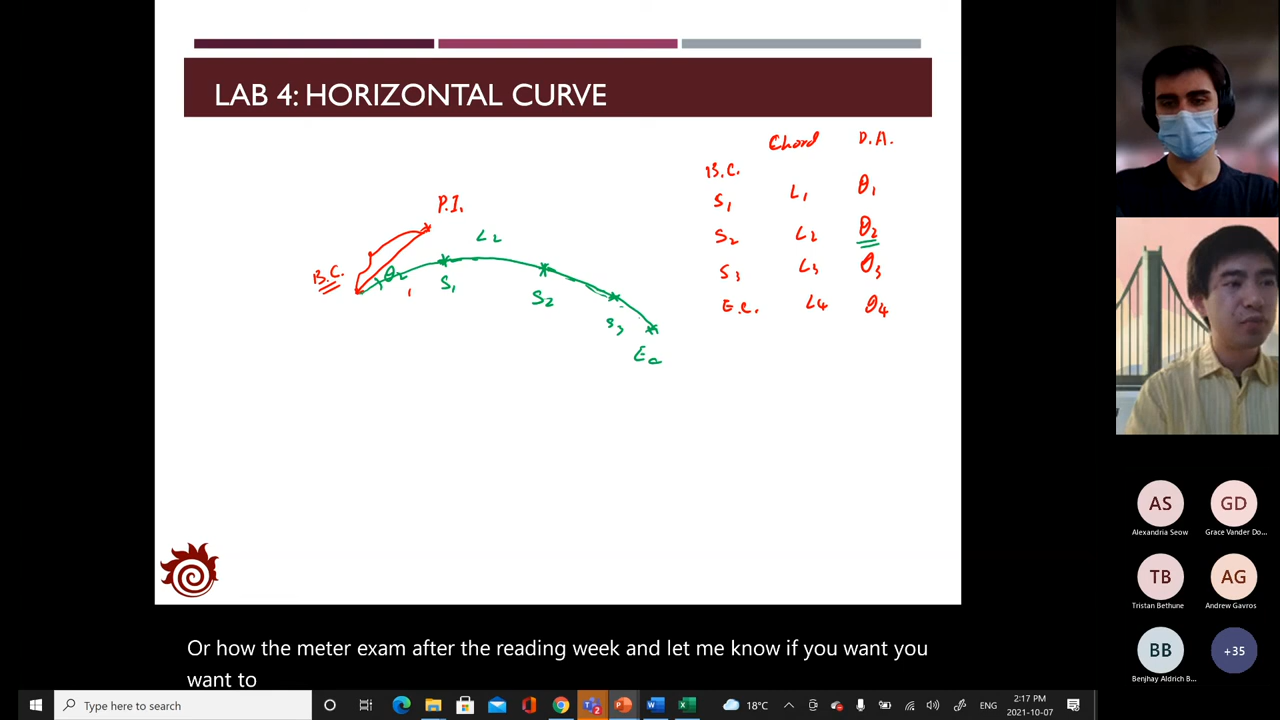 LAB 4: HORIZONTAL CURVE
Chord D.A.
B.C.
S1 L1 θ1
S2 L2 θ2
S3 L3 θ3
E.C. L4 θ4
P.I.
L2
B.C.
θ2
S1
S2
S3
Ec
AS
GD
Alexandria Seow
Grace Vander Do...
TB
AG
Tristan Bethune
Andrew Gavros
BB
+35
Benjhay Aldrich B...
Or how the meter exam after the reading week and let me know if you want you
want to
Type here to search
18°C
ENG
2:17 PM
2021-10-07